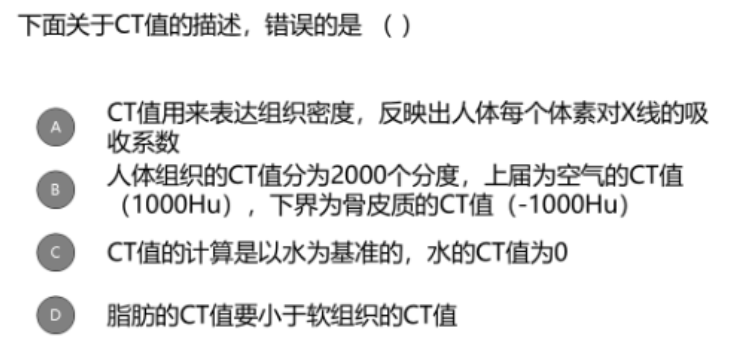 下面关于CT值的描述，错误的是 （ ）
A CT值用来表达组织密度，反映出人体每个体素对X线的吸
收系数
B 人体组织的CT值分为2000个分度，上届为空气的CT值
（1000Hu），下界为骨皮质的CT值（-1000Hu）
C CT值的计算是以水为基准的，水的CT值为0
D 脂肪的CT值要小于软组织的CT值